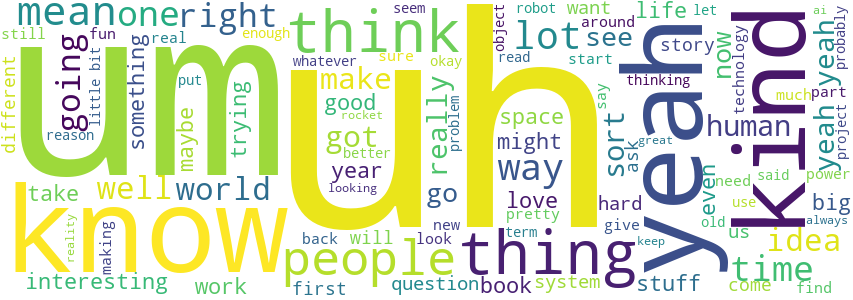 mean
one
right
think
lot
see
life
robot
want
around
let
ai
probably
seem
object
um
uh
yeah
kind
know
still
fun
real
enough
whatever
sure
okay
read
start
story
now
technology
going
little bit
something
put
different
reason
maybe
trying
make
good
rocket
got
better
year
looking
really
problem
space
might
way
sort
say
ask
thinking
great
human
much
part
project
yeah yeah
take
well
world
go
love
pretty
hard
give
even
old
us
need
use
said
power
always
big
idea
reality
making
interesting
work
back
first
will
people
question
new
look
term
thing
book
system
stuff
keep
time
come
find